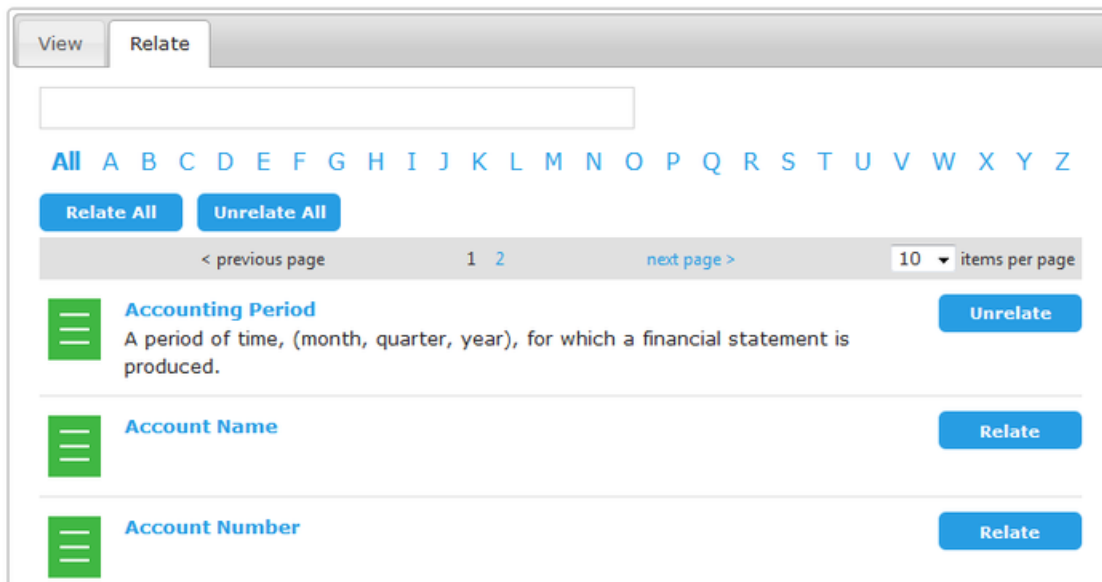 View Relate
All A B C D E F G H I J K L M N O P Q R S T U V W X Y Z
Relate All Unrelate All
< previous page 1 2 next page > 10 items per page
Accounting Period Unrelate
A period of time, (month, quarter, year), for which a financial statement is
produced.
Account Name Relate
Account Number Relate